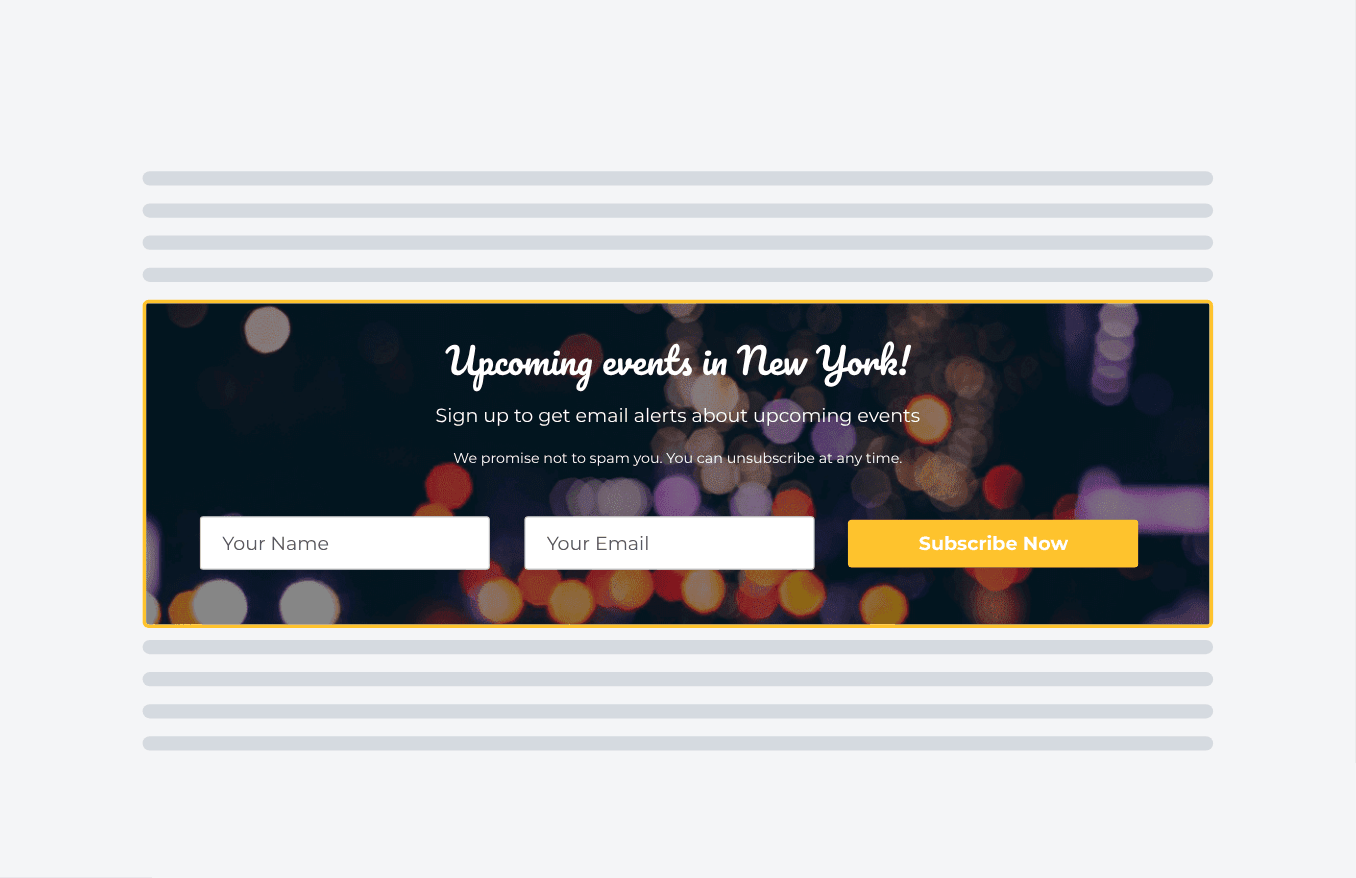 Upcoming events in New York!
Sign up to get email alerts about upcoming events
We promise not to spam you. You can unsubscribe at any time.
Your Name
Your Email
Subscribe Now